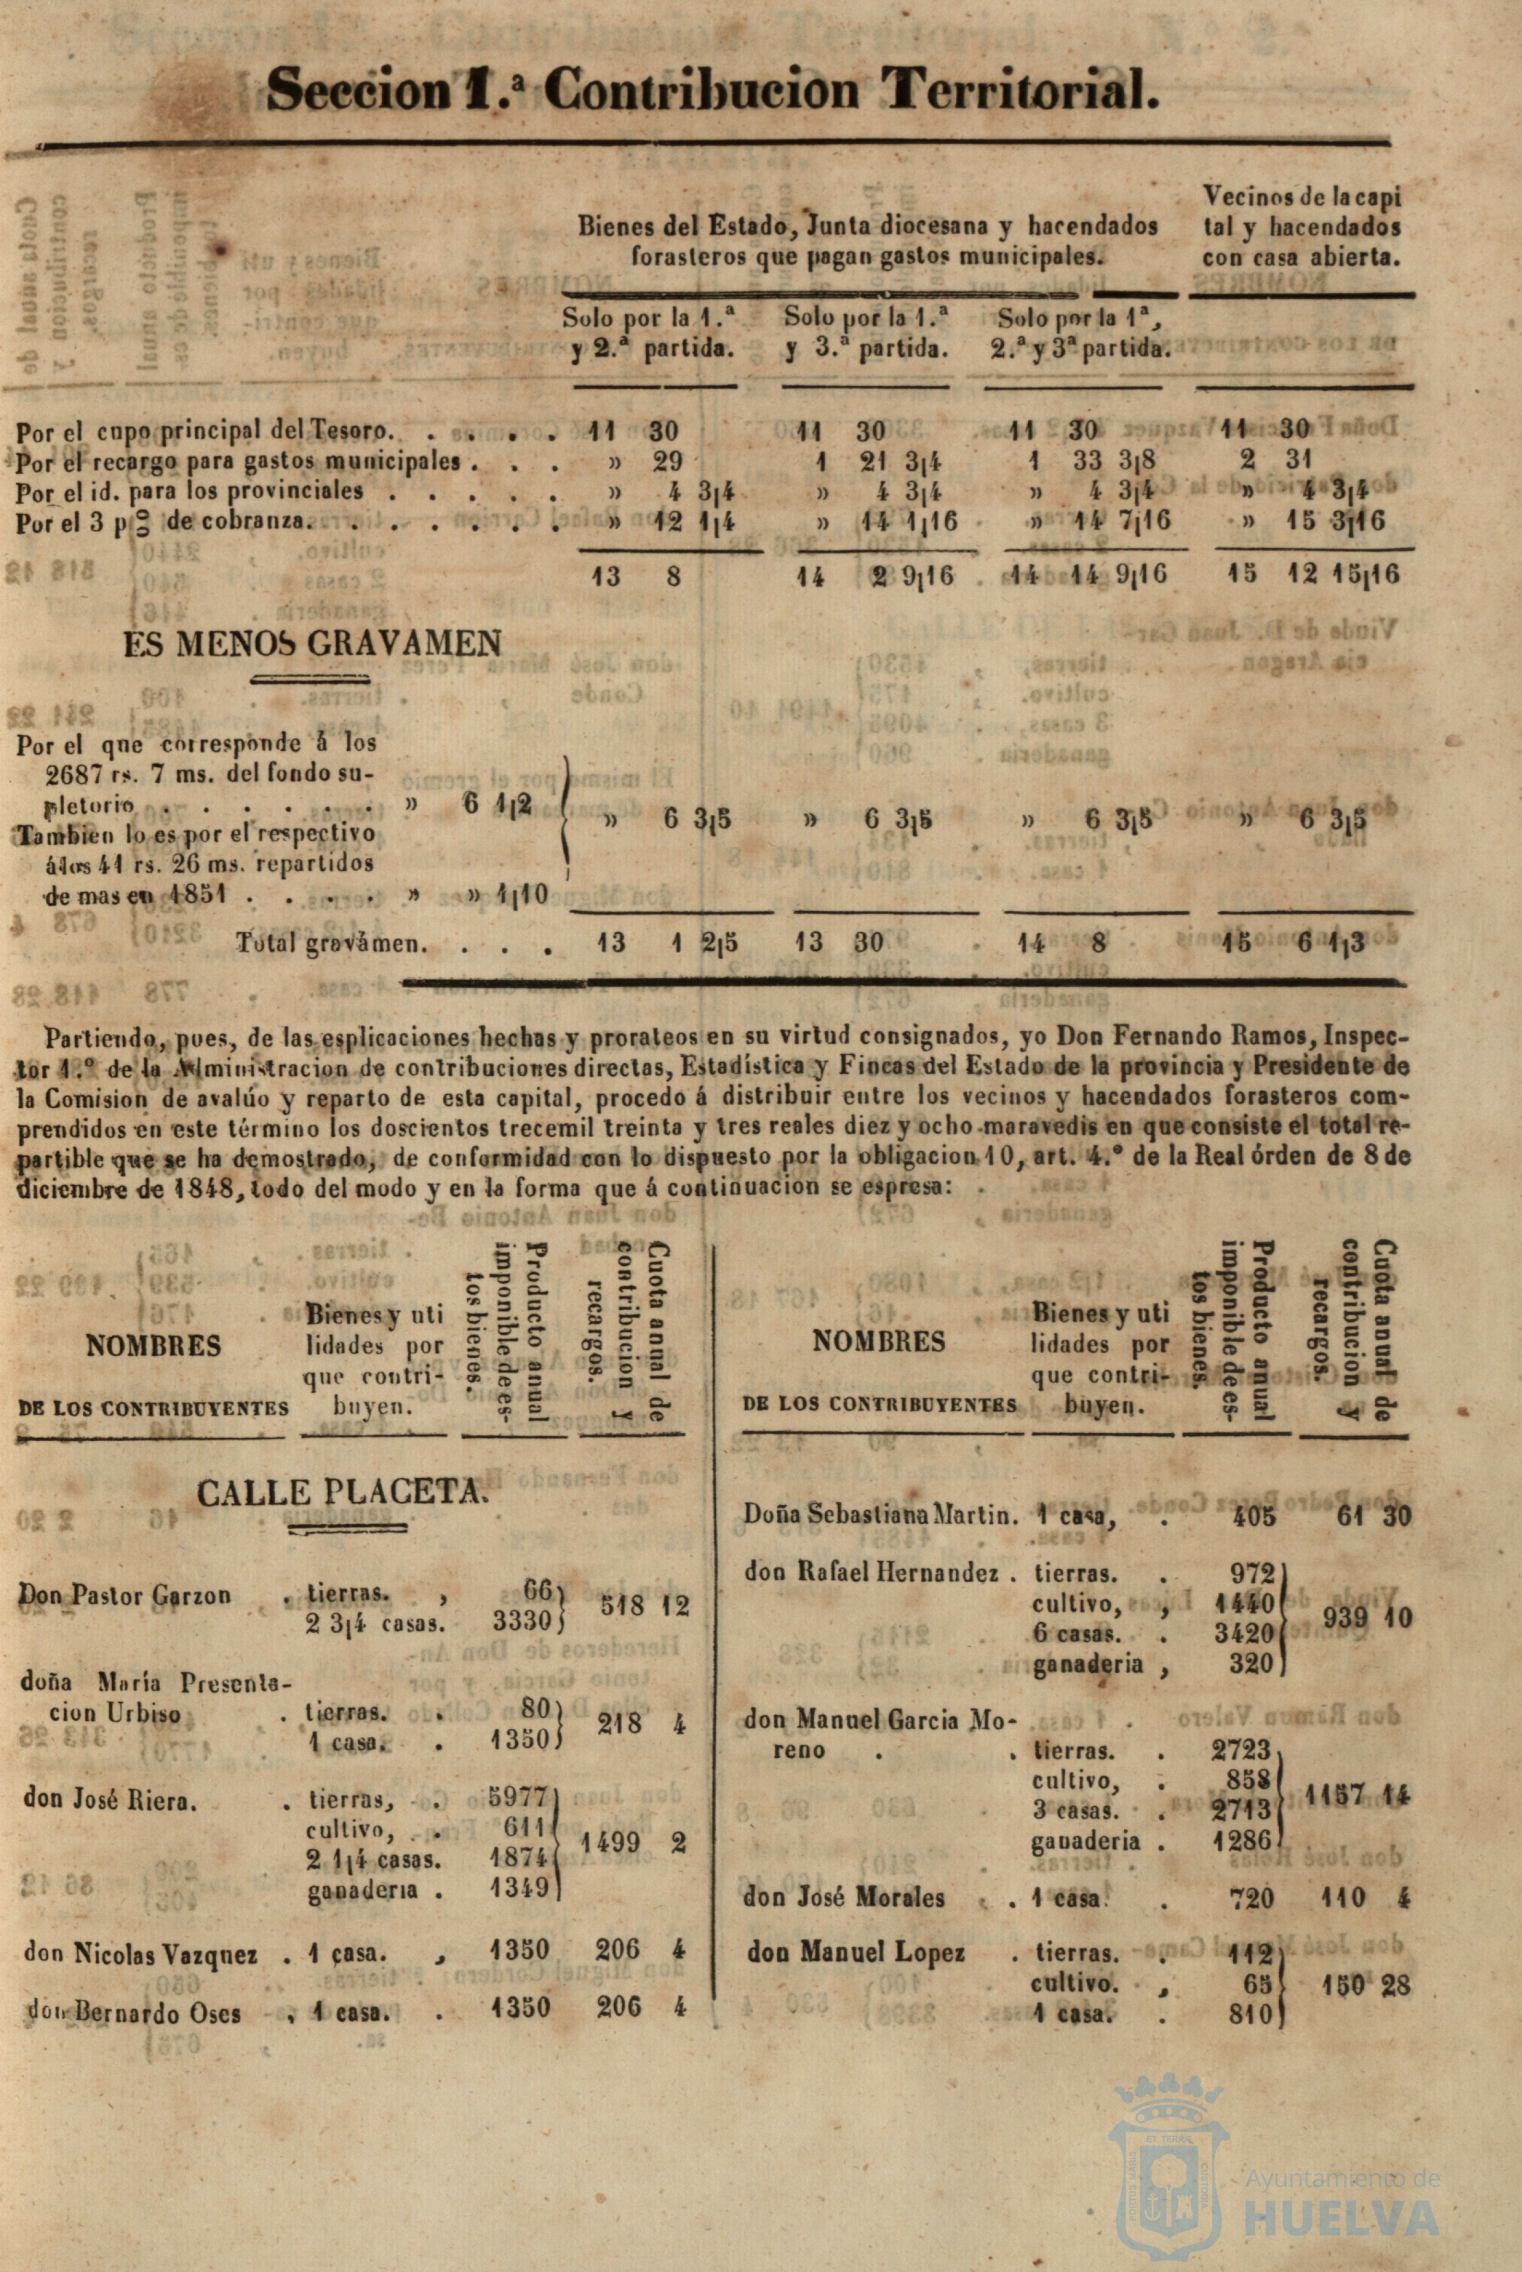 Seccion 1.ª Contribucion Territorial.
Bienes del Estado, Junta diocesana y hacendados
forasteros que pagan gastos municipales.
Vecinos de la capi
tal y hacendados
con casa abierta.
Solo por la 1.ª
y 2.ª partida.
Solo por la 1.ª
y 3.ª partida.
Solo por la 1ª,
2.ª y 3ª partida.
Por el cupo principal del Tesoro. . . . . . 11 30 11 30 11 30 11 30
Por el recargo para gastos municipales . . . » 29 1 21 3¡4 1 33 3¡8 2 31
Por el id. para los provinciales . . . . . . » 4 3¡4 » 4 3¡4 » 4 3¡4 » 4 3¡4
Por el 3 p% de cobranza. . . . . . . . » 12 1¡4 » 14 1¡16 » 14 7¡16 » 15 3¡16
13 8 14 2 9¡16 14 14 9¡16 15 12 15¡16
ES MENOS GRAVAMEN
Por el qne corresponde á los
2687 rs. 7 ms. del fondo su-
pletorio . . . . . . » 6 1¡2
» 6 3¡5 » 6 3¡5 » 6 3¡5 » 6 3¡5
Tambien lo es por el respectivo
á los 41 rs. 26 ms. repartidos
de mas en 1851 . . . . » » 1¡10
Total gravámen. . . . 13 1 2¡5 13 30 14 8 15 6 1¡3
Partiendo, pues, de las esplicaciones hechas y prorateos en su virtud consignados, yo Don Fernando Ramos, Inspec-
tor 1.º de la Administracion de contribuciones directas, Estadística y Fincas del Estado de la provincia y Presidente de
la Comision de avalúo y reparto de esta capital, procedo á distribuir entre los vecinos y hacendados forasteros com-
prendidos en este término los doscientos trecemil treinta y tres reales diez y ocho maravedis en que consiste el total re-
partible que se ha demostrado, de conformidad con lo dispuesto por la obligacion 10, art. 4.º de la Real órden de 8 de
diciembre de 1848, todo del modo y en la forma que á continuacion se espresa:
NOMBRES
DE LOS CONTRIBUYENTES
Bienes y uti
lidades por
que contri-
buyen.
Producto anual
imponible de es-
tos bienes.
Cuota anual de
contribucion y
recargos.
CALLE PLACETA.
Don Pastor Garzon . tierras. , 66
2 3¡4 casas. 3330 518 12
doña María Presenta-
cion Urbiso . tierras. . 80
1 casa. . 1350 218 4
don José Riera. . tierras, . 5977
cultivo, . . 611
2 1¡4 casas. 1874 1499 2
ganaderia . 1349
don Nicolas Vazquez . 1 casa. , 1350 206 4
don Bernardo Oses , 1 casa. . 1350 206 4
NOMBRES
DE LOS CONTRIBUYENTES
Bienes y uti
lidades por
que contri-
buyen.
Producto anual
imponible de es-
tos bienes.
Cuota anual de
contribucion y
recargos.
Doña Sebastiana Martin. 1 casa, . 405 61 30
don Rafael Hernandez . tierras. . 972
cultivo, , 1440
6 casas. . 3420 939 10
ganaderia , 320
don Manuel Garcia Mo-
reno . . tierras. . 2723
cultivo, . 858
3 casas. . 2713 1157 14
ganaderia . 1286
don José Morales . . 1 casa. . 720 110 4
don Manuel Lopez . tierras. . 112
cultivo. , 65 150 28
1 casa. . 810
Ayuntamiento de
HUELVA